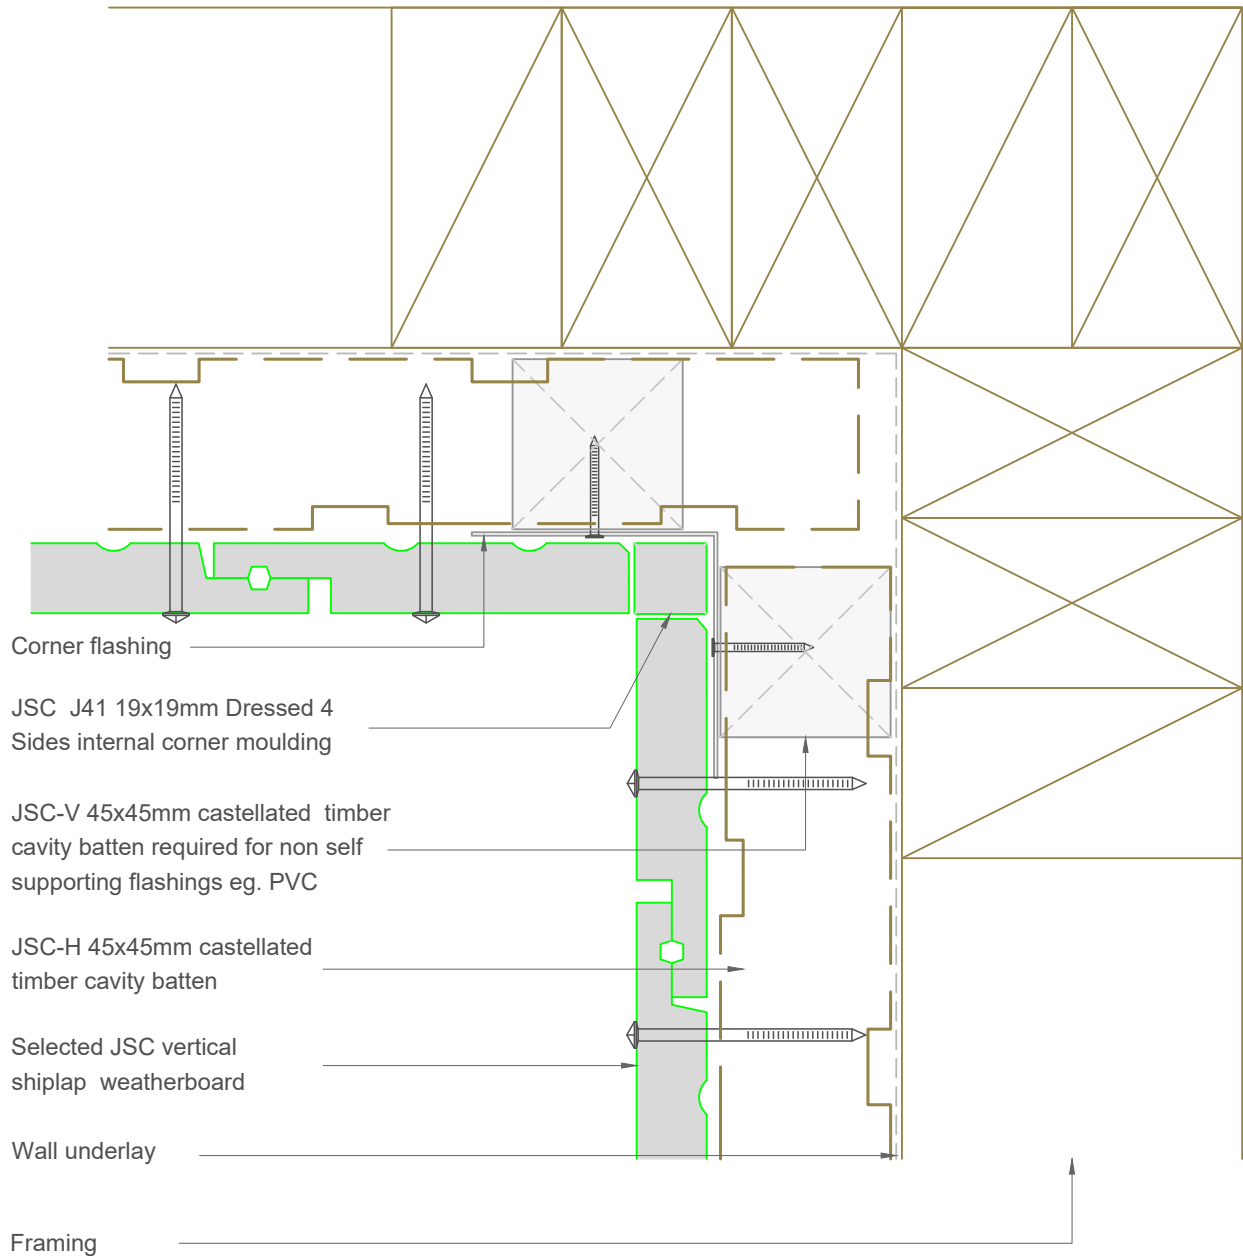 Corner flashing
JSC J41 19x19mm Dressed 4
Sides internal corner moulding
JSC-V 45x45mm castellated timber
cavity batten required for non self
supporting flashings eg. PVC
JSC-H 45x45mm castellated
timber cavity batten
Selected JSC vertical
shiplap weatherboard
Wall underlay
Framing